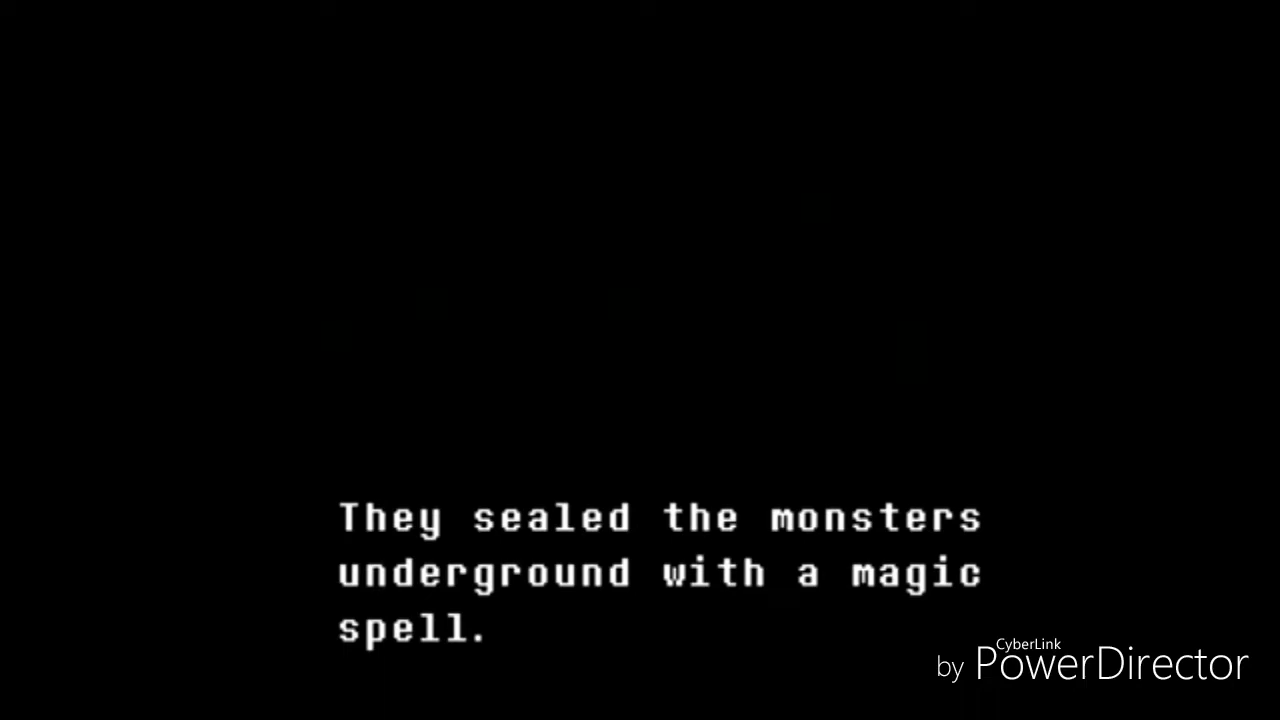 They sealed the monsters
underground with a magic
spell.
CyberLink
by PowerDirector